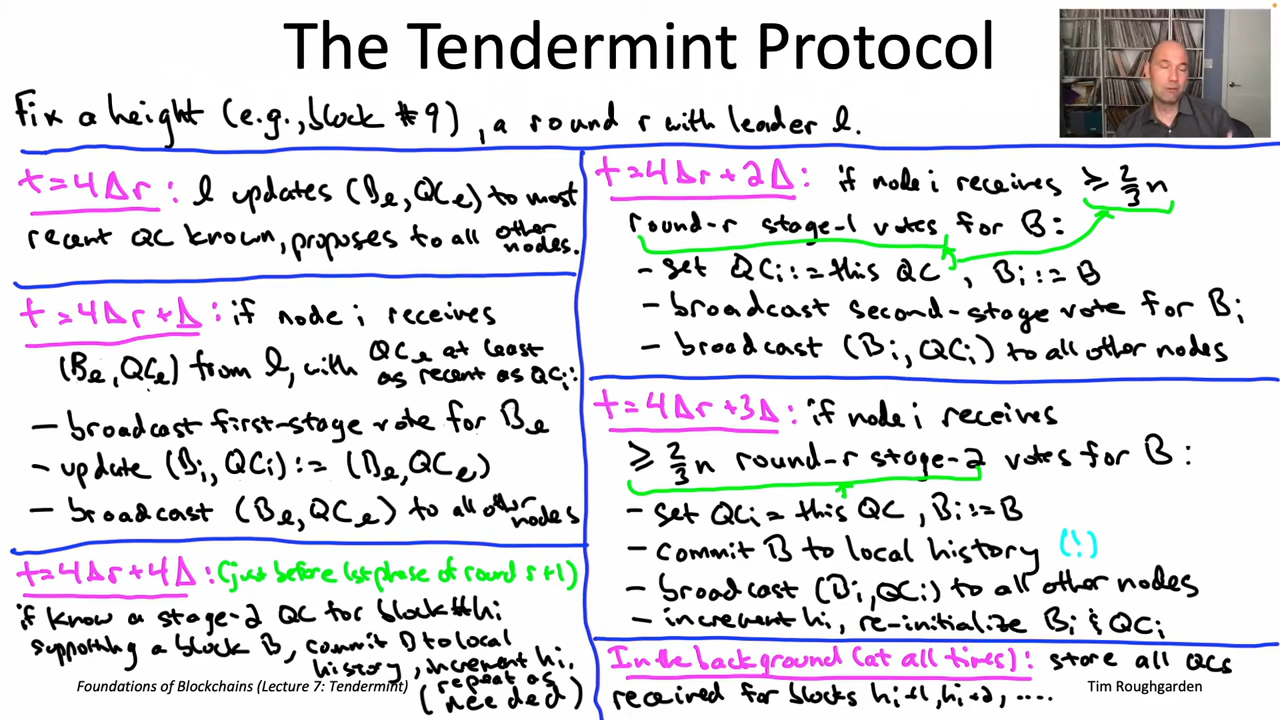 The Tendermint Protocol
Fix a height (e.g., block #9), a round r with leader l.
t=4Δr: l updates (Bℓ, QCℓ) to most
recent QC known, proposes to all other nodes.
t=4Δr+Δ: if node i receives
(Bℓ, QCℓ) from l, with QCℓ at least
as recent as QCi:
- broadcast first-stage vote for Bℓ
- update (Bi, QCi) := (Bℓ, QCℓ)
- broadcast (Bℓ, QCℓ) to all other nodes
t=4Δr+4Δ: (just before 1st phase of round r+1)
if know a stage-2 QC for block #hi
supporting a block B, commit B to local
history, increment hi.
(repeat as
needed)
t=4Δr+2Δ: if node i receives ≥ 2/3 n
round-r stage-1 votes for B:
- set QCi := this QC, Bi := B
- broadcast second-stage vote for Bi
- broadcast (Bi, QCi) to all other nodes
t=4Δr+3Δ: if node i receives
≥ 2/3 n round-r stage-2 votes for B:
- set QCi = this QC, Bi := B
- commit B to local history (!)
- broadcast (Bi, QCi) to all other nodes
- increment hi, re-initialize Bi & QCi
In the background (at all times): store all QCs
received for blocks hi+1, hi+2, ....
Foundations of Blockchains (Lecture 7: Tendermint)
Tim Roughgarden